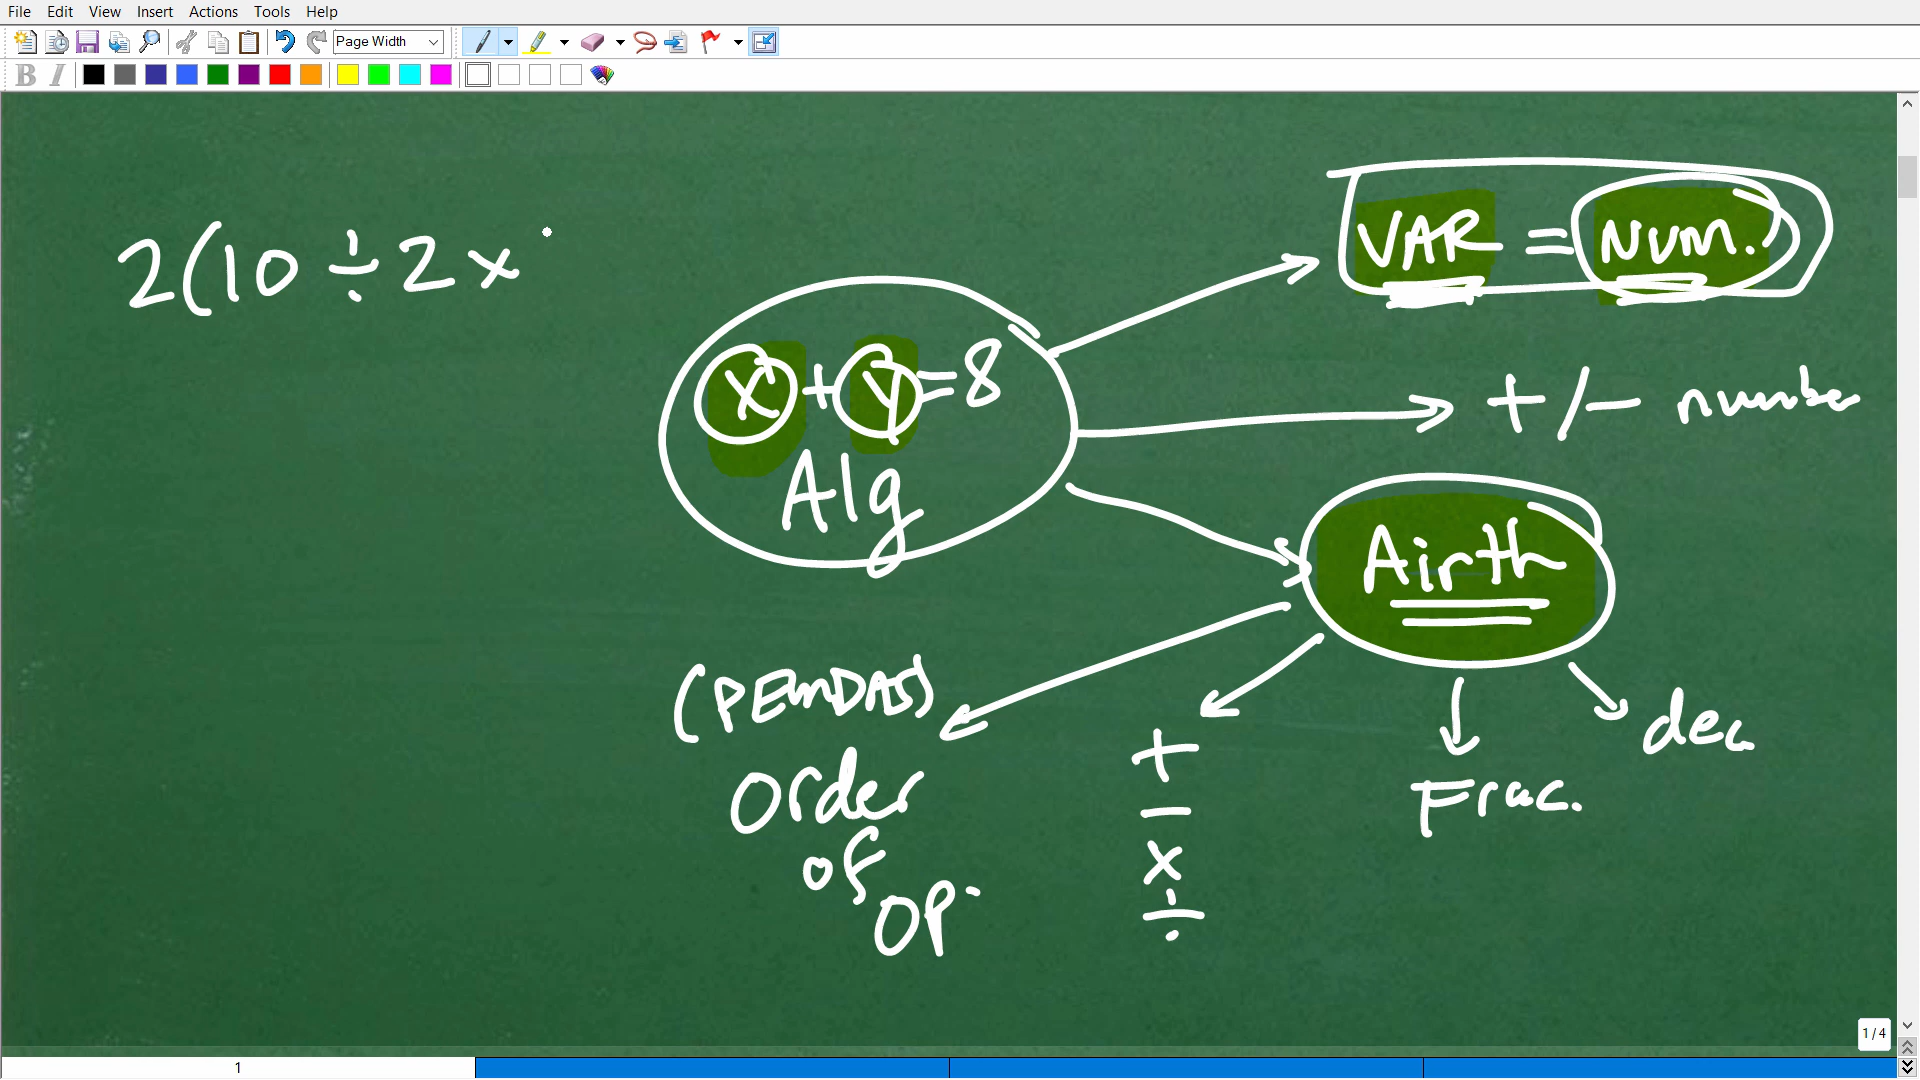 File Edit View Insert Actions Tools Help
Page Width
B I
2(10 ÷ 2 x
VAR = NUM.
x + y = 8
Alg
+/- number
Airth
(PEMDAS)
Order
of
OP.
+
-
x
÷
Frac.
dec
1 / 4
1